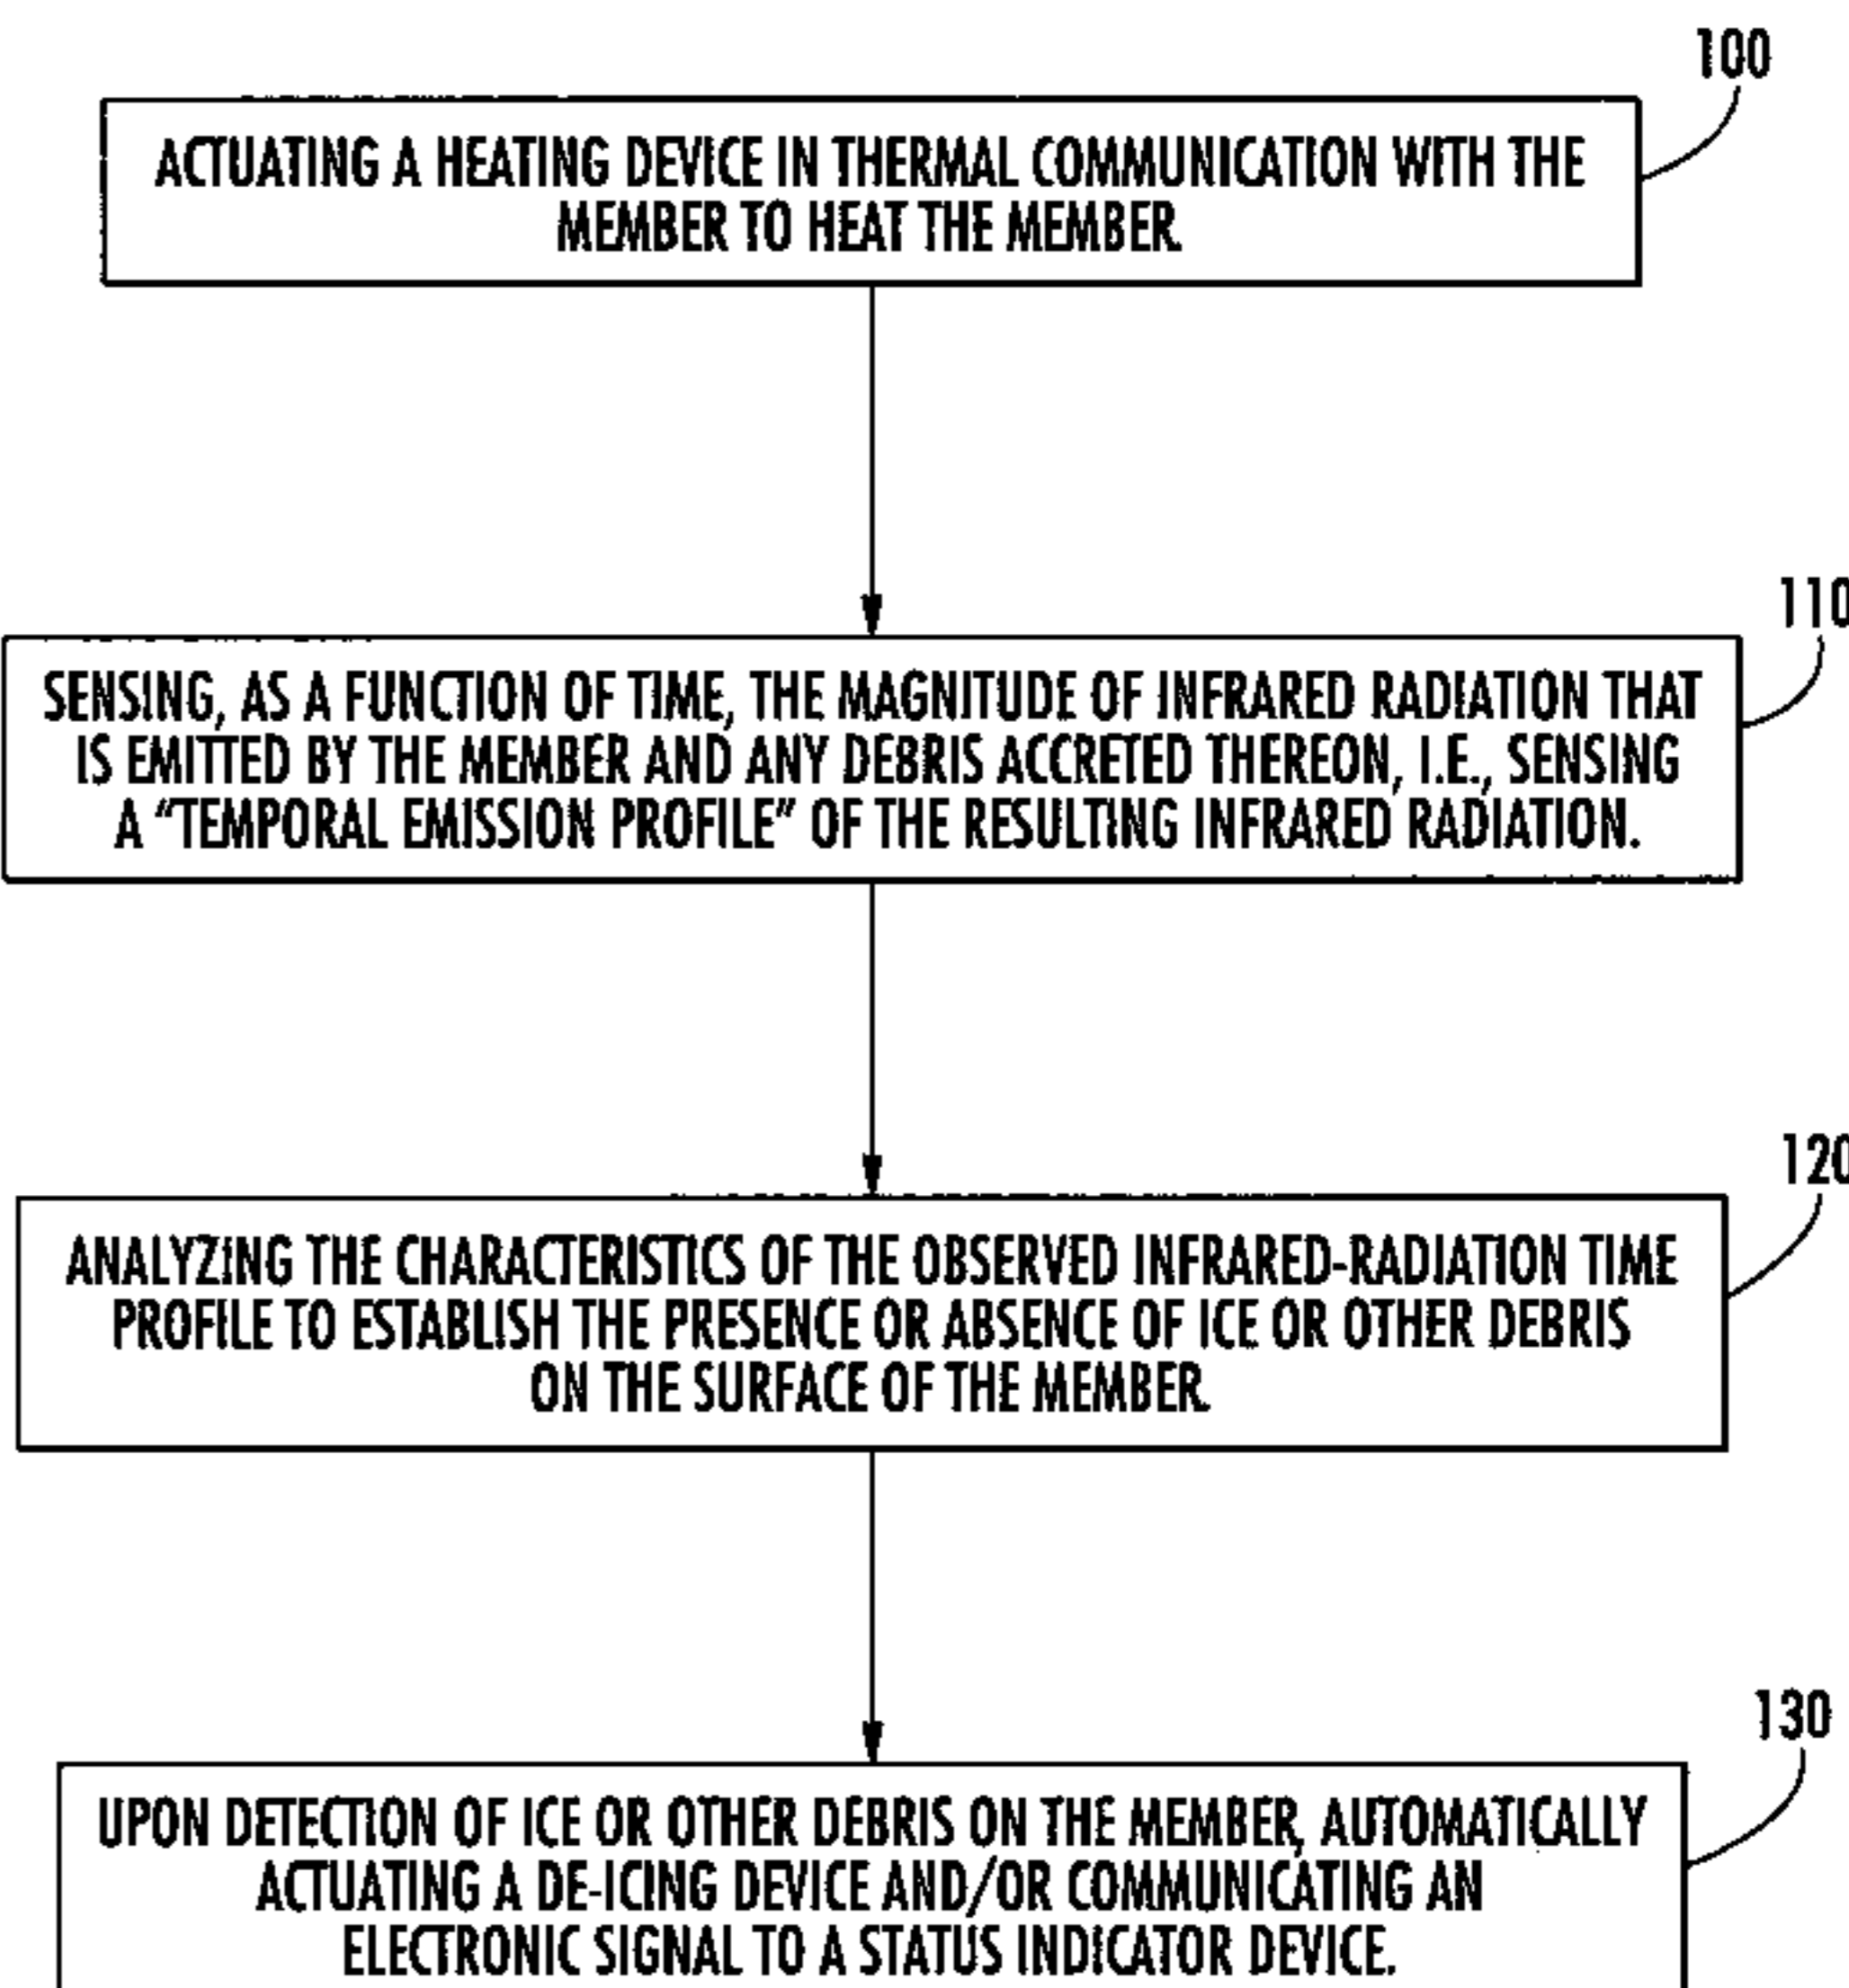 100
ACTUATING A HEATING DEVICE IN THERMAL COMMUNICATION WITH THE
MEMBER TO HEAT THE MEMBER.
110
SENSING, AS A FUNCTION OF TIME, THE MAGNITUDE OF INFRARED RADIATION THAT
IS EMITTED BY THE MEMBER AND ANY DEBRIS ACCRETED THEREON, I.E., SENSING
A "TEMPORAL EMISSION PROFILE" OF THE RESULTING INFRARED RADIATION.
120
ANALYZING THE CHARACTERISTICS OF THE OBSERVED INFRARED-RADIATION TIME
PROFILE TO ESTABLISH THE PRESENCE OR ABSENCE OF ICE OR OTHER DEBRIS
ON THE SURFACE OF THE MEMBER.
130
UPON DETECTION OF ICE OR OTHER DEBRIS ON THE MEMBER, AUTOMATICALLY
ACTUATING A DE-ICING DEVICE AND/OR COMMUNICATING AN
ELECTRONIC SIGNAL TO A STATUS INDICATOR DEVICE.